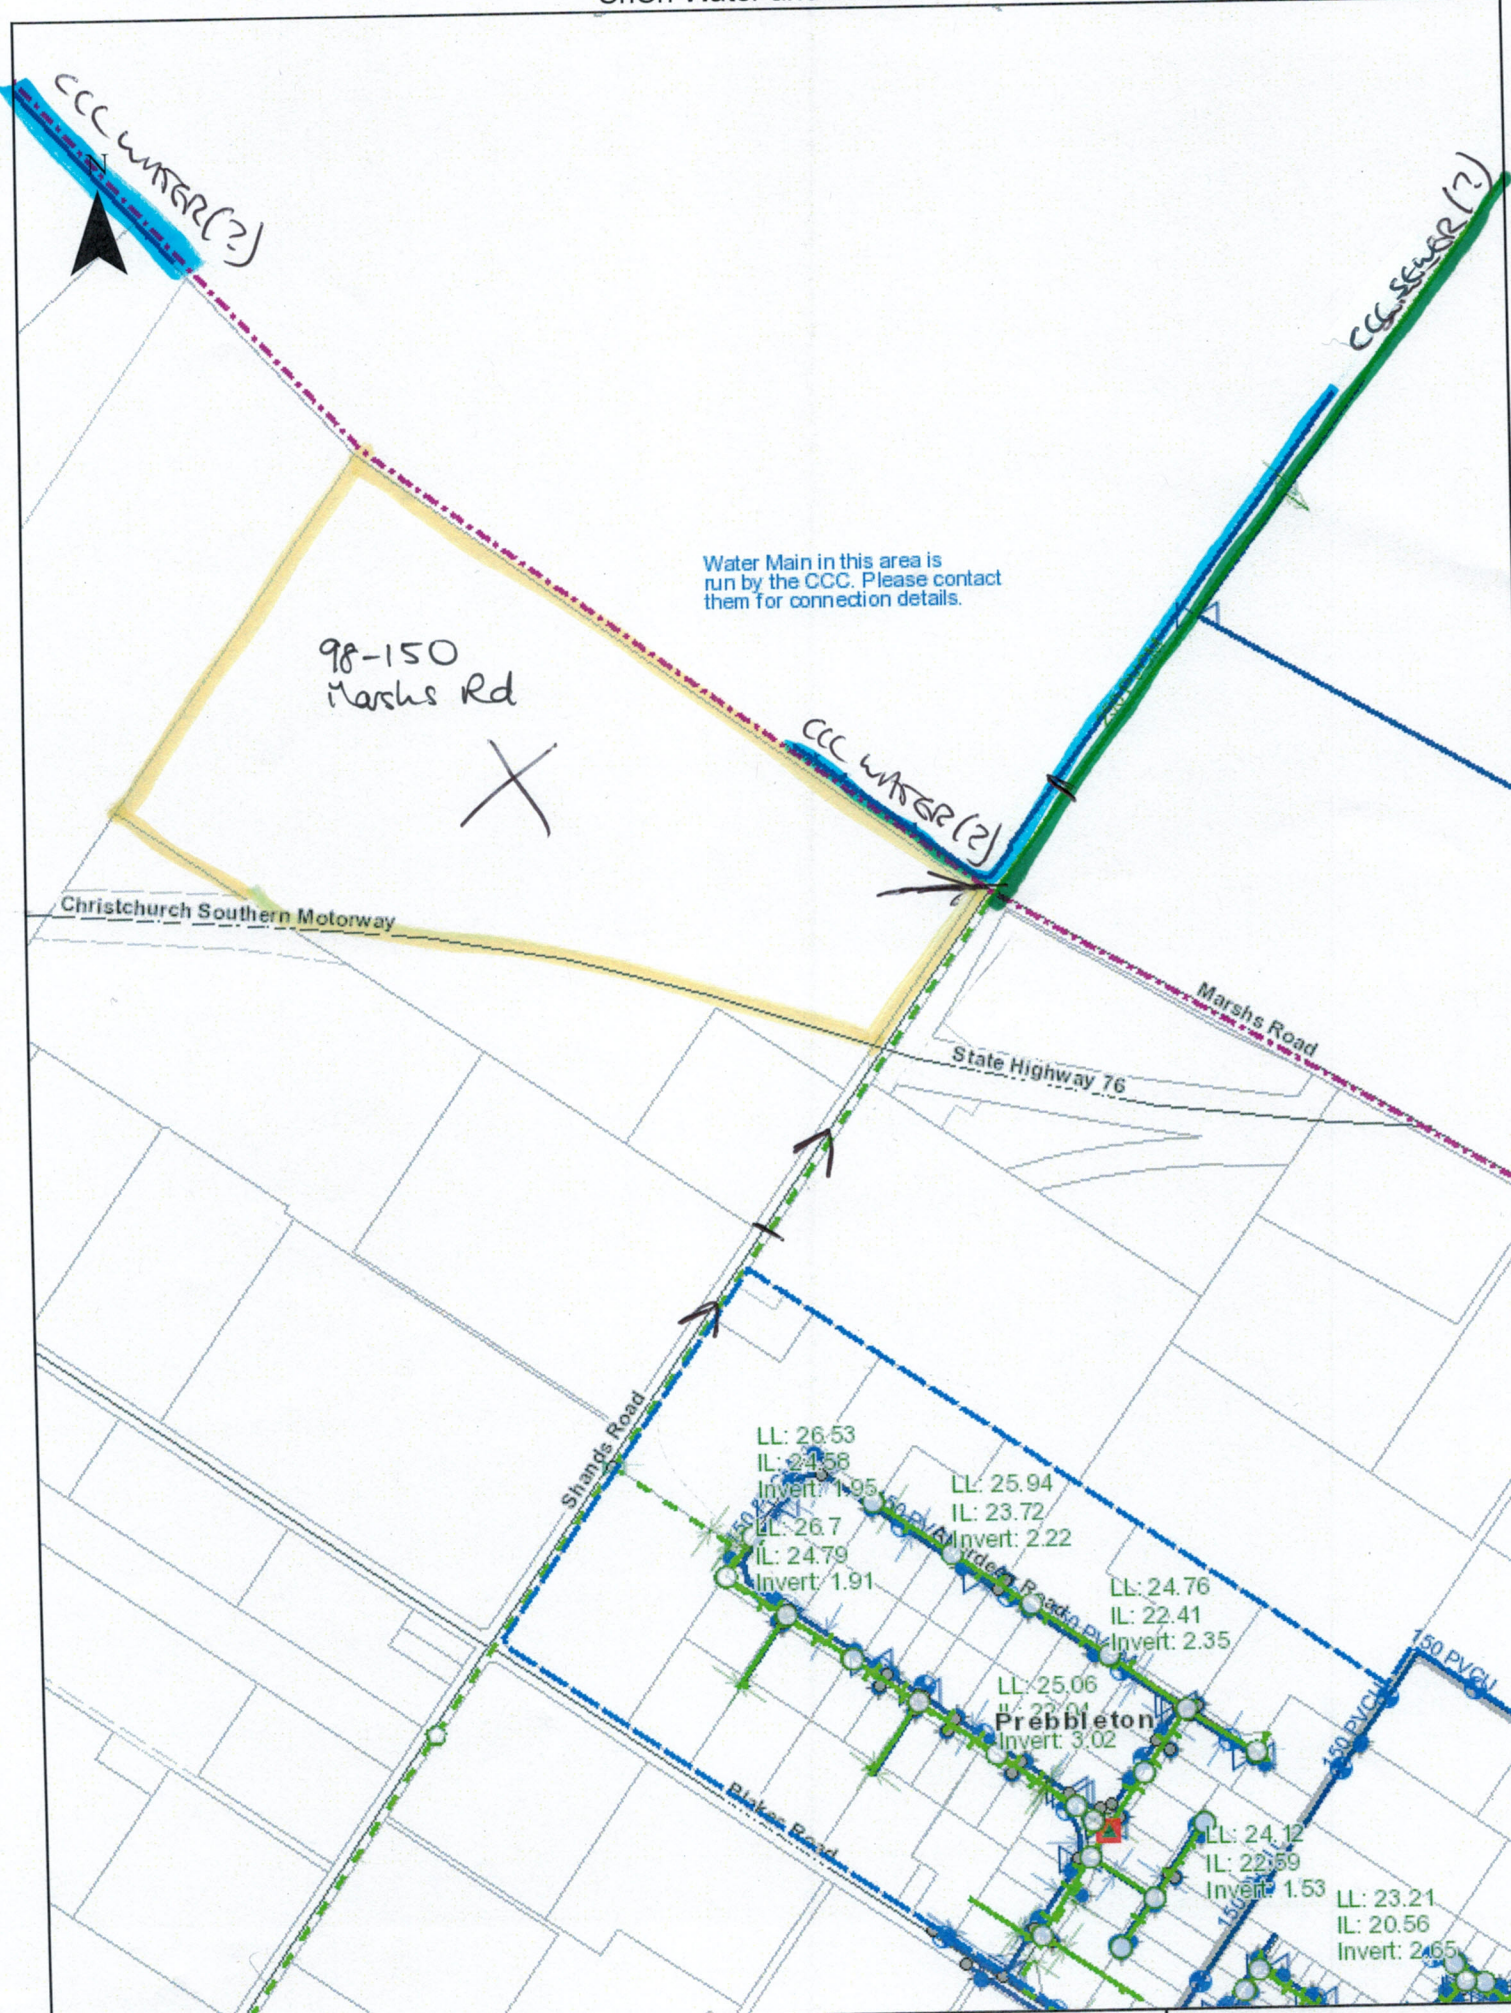 CCC WATER(?)
N
CCC SEWER(?)
Water Main in this area is
run by the CCC. Please contact
them for connection details.
98-150
Marshs Rd
CCC WATER(?)
Christchurch Southern Motorway
Marshs Road
State Highway 76
Shands Road
LL: 26.53
IL: 24.58
Invert: 1.95
LL: 26.7
IL: 24.79
Invert: 1.91
LL: 25.94
IL: 23.72
Invert: 2.22
LL: 24.76
IL: 22.41
Invert: 2.35
150 PVCU
150 PVCU
LL: 25.06
Prebbleton
Invert: 3.02
Blakes Road
LL: 24.12
IL: 22.59
Invert: 1.53
LL: 23.21
IL: 20.56
Invert: 2.65